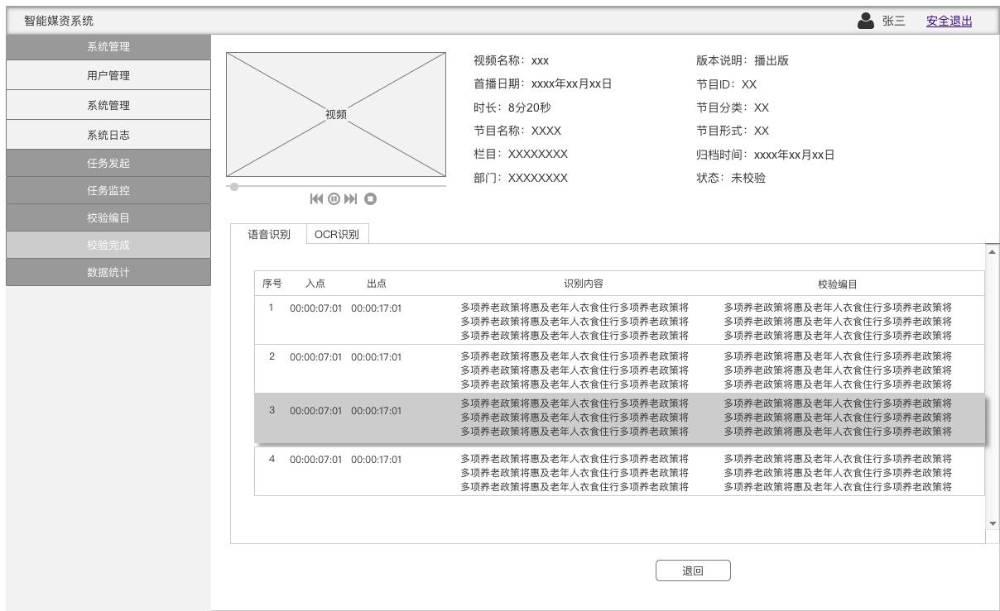 智能媒资系统
张三 安全退出
系统管理
用户管理
系统管理
系统日志
任务发起
任务监控
校验编目
校验完成
数据统计
视频
视频名称：xxx
首播日期：xxxx年xx月xx日
时长：8分20秒
节目名称：XXXX
栏目：XXXXXXXX
部门：XXXXXXXX
版本说明：播出版
节目ID：XX
节目分类：XX
节目形式：XX
归档时间：xxxx年xx月xx日
状态：未校验
语音识别 OCR识别
序号 入点 出点 识别内容 校验编目
1 00:00:07:01 00:00:17:01 多项养老政策将惠及老年人衣食住行多项养老政策将 多项养老政策将惠及老年人衣食住行多项养老政策将
多项养老政策将惠及老年人衣食住行多项养老政策将 多项养老政策将惠及老年人衣食住行多项养老政策将
多项养老政策将惠及老年人衣食住行多项养老政策将 多项养老政策将惠及老年人衣食住行多项养老政策将
2 00:00:07:01 00:00:17:01 多项养老政策将惠及老年人衣食住行多项养老政策将 多项养老政策将惠及老年人衣食住行多项养老政策将
多项养老政策将惠及老年人衣食住行多项养老政策将 多项养老政策将惠及老年人衣食住行多项养老政策将
多项养老政策将惠及老年人衣食住行多项养老政策将 多项养老政策将惠及老年人衣食住行多项养老政策将
3 00:00:07:01 00:00:17:01 多项养老政策将惠及老年人衣食住行多项养老政策将 多项养老政策将惠及老年人衣食住行多项养老政策将
多项养老政策将惠及老年人衣食住行多项养老政策将 多项养老政策将惠及老年人衣食住行多项养老政策将
多项养老政策将惠及老年人衣食住行多项养老政策将 多项养老政策将惠及老年人衣食住行多项养老政策将
4 00:00:07:01 00:00:17:01 多项养老政策将惠及老年人衣食住行多项养老政策将 多项养老政策将惠及老年人衣食住行多项养老政策将
多项养老政策将惠及老年人衣食住行多项养老政策将 多项养老政策将惠及老年人衣食住行多项养老政策将
多项养老政策将惠及老年人衣食住行多项养老政策将 多项养老政策将惠及老年人衣食住行多项养老政策将
退回